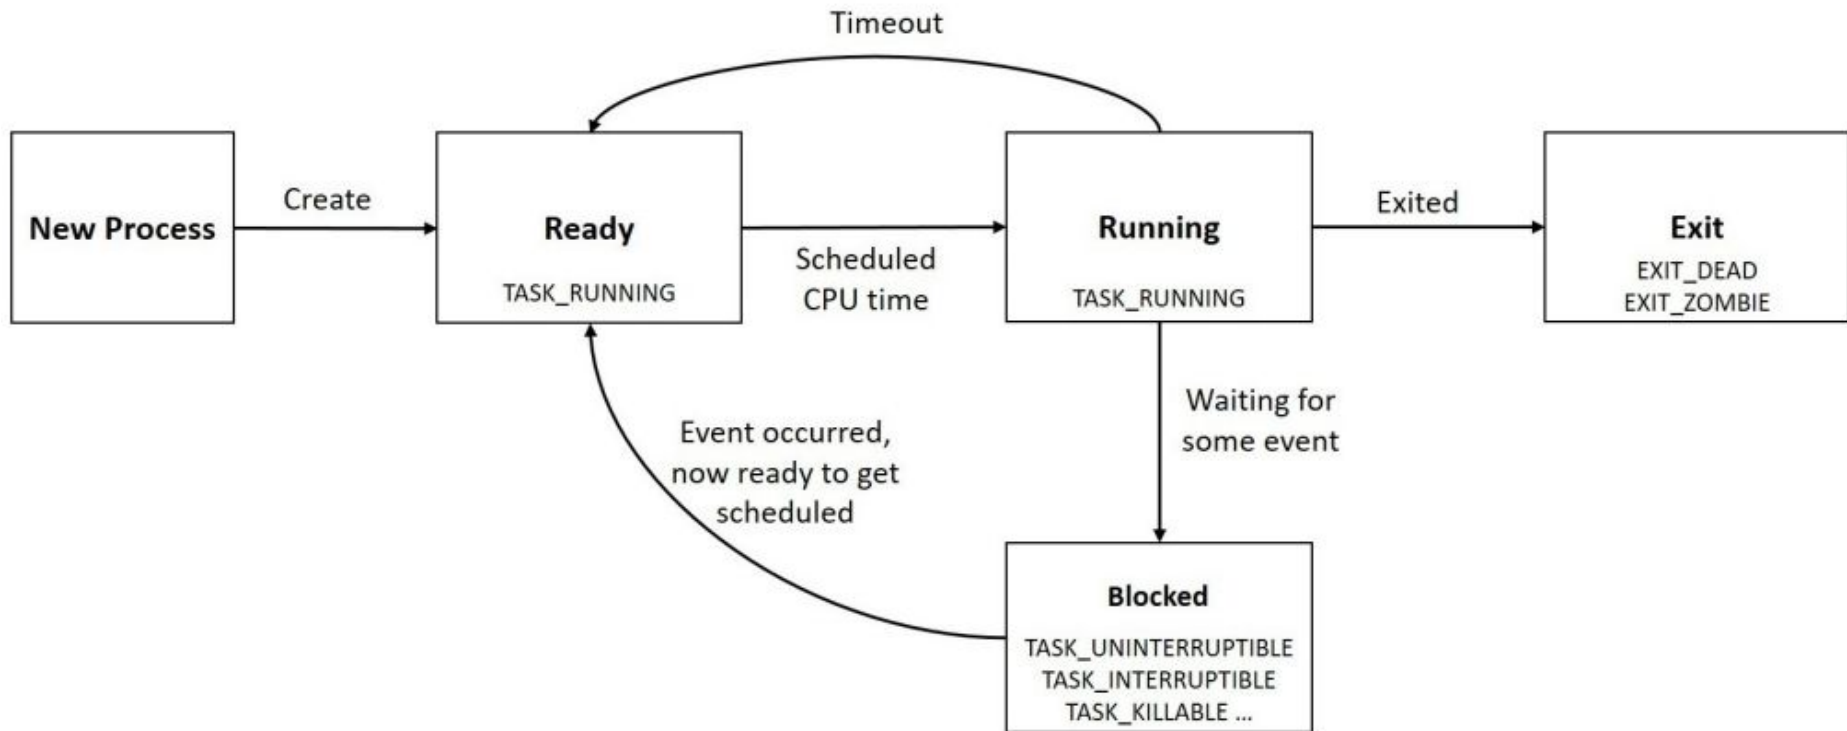 Timeout
New Process
Create
Ready
TASK_RUNNING
Scheduled
CPU time
Running
TASK_RUNNING
Exited
Exit
EXIT_DEAD
EXIT_ZOMBIE
Waiting for
some event
Event occurred,
now ready to get
scheduled
Blocked
TASK_UNINTERRUPTIBLE
TASK_INTERRUPTIBLE
TASK_KILLABLE ...